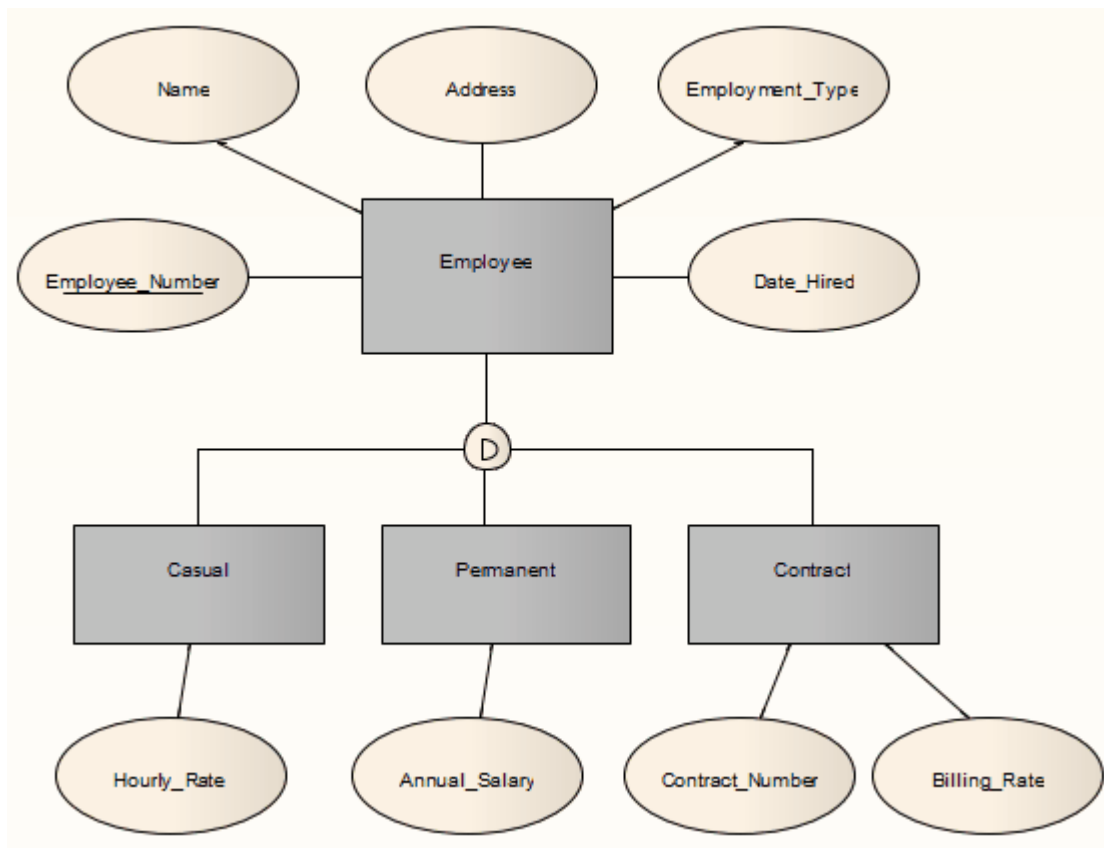 Name
Address
Employment_Type
Employee_Number
Employee
Date_Hired
D
Casual
Permanent
Contract
Hourly_Rate
Annual_Salary
Contract_Number
Billing_Rate